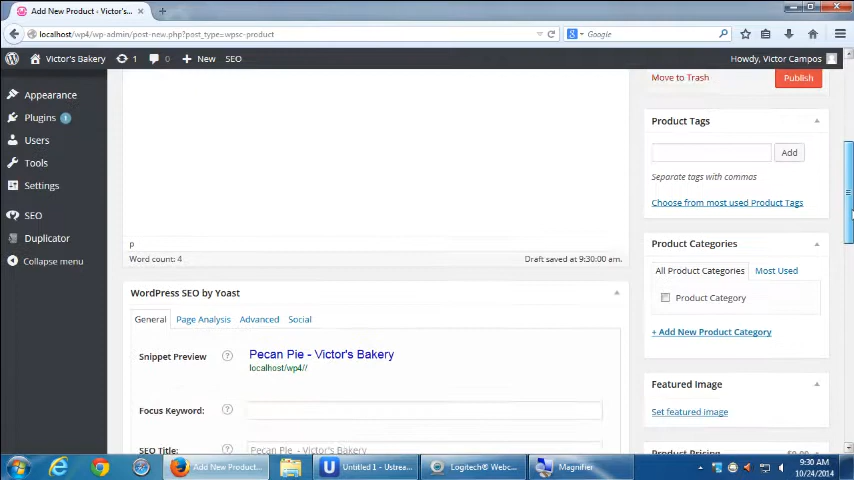 Add New Product ‹ Victor's ...
localhost/wp4/wp-admin/post-new.php?post_type=wpsc-product
Google
Victor's Bakery
1
0
New
SEO
Howdy, Victor Campos
Appearance
Plugins 1
Users
Tools
Settings
SEO
Duplicator
Collapse menu
p
Word count: 4
Draft saved at 9:30:00 am.
WordPress SEO by Yoast
General
Page Analysis
Advanced
Social
Snippet Preview
?
Pecan Pie - Victor's Bakery
localhost/wp4//
Focus Keyword:
?
SEO Title:
?
Pecan Pie - Victor's Bakery
Move to Trash
Publish
Product Tags
Add
Separate tags with commas
Choose from most used Product Tags
Product Categories
All Product Categories
Most Used
Product Category
+ Add New Product Category
Featured Image
Set featured image
Product Pricing
Add New Product...
Untitled 1 - Ustrea...
Logitech® Webc...
Magnifier
9:30 AM
10/24/2014